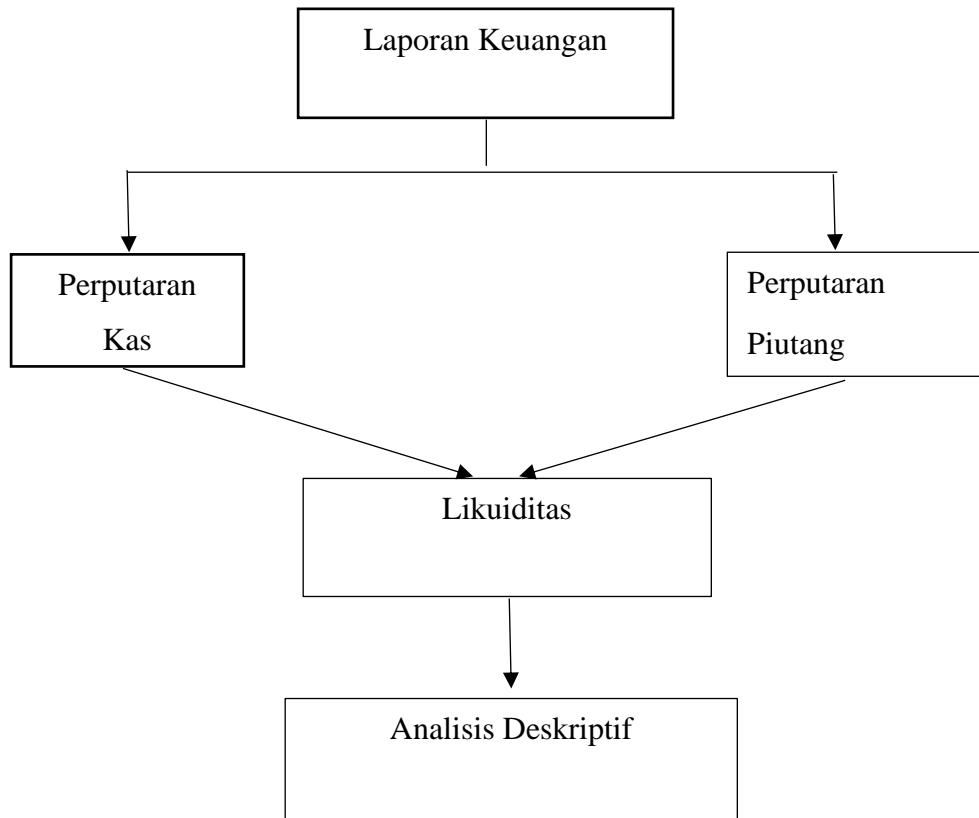 Laporan Keuangan
Perputaran
Kas
Perputaran
Piutang
Likuiditas
Analisis Deskriptif